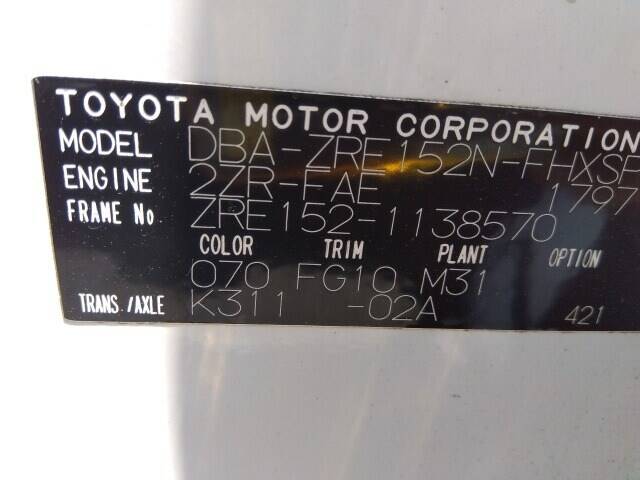 TOYOTA MOTOR CORPORATION
MODEL DBA-ZRE152N-FHXSP
ENGINE 2ZR-FAE 1797
FRAME No. ZRE152-1138570
COLOR TRIM PLANT OPTION
070 FG10 M31
TRANS./AXLE K311 -02A 421